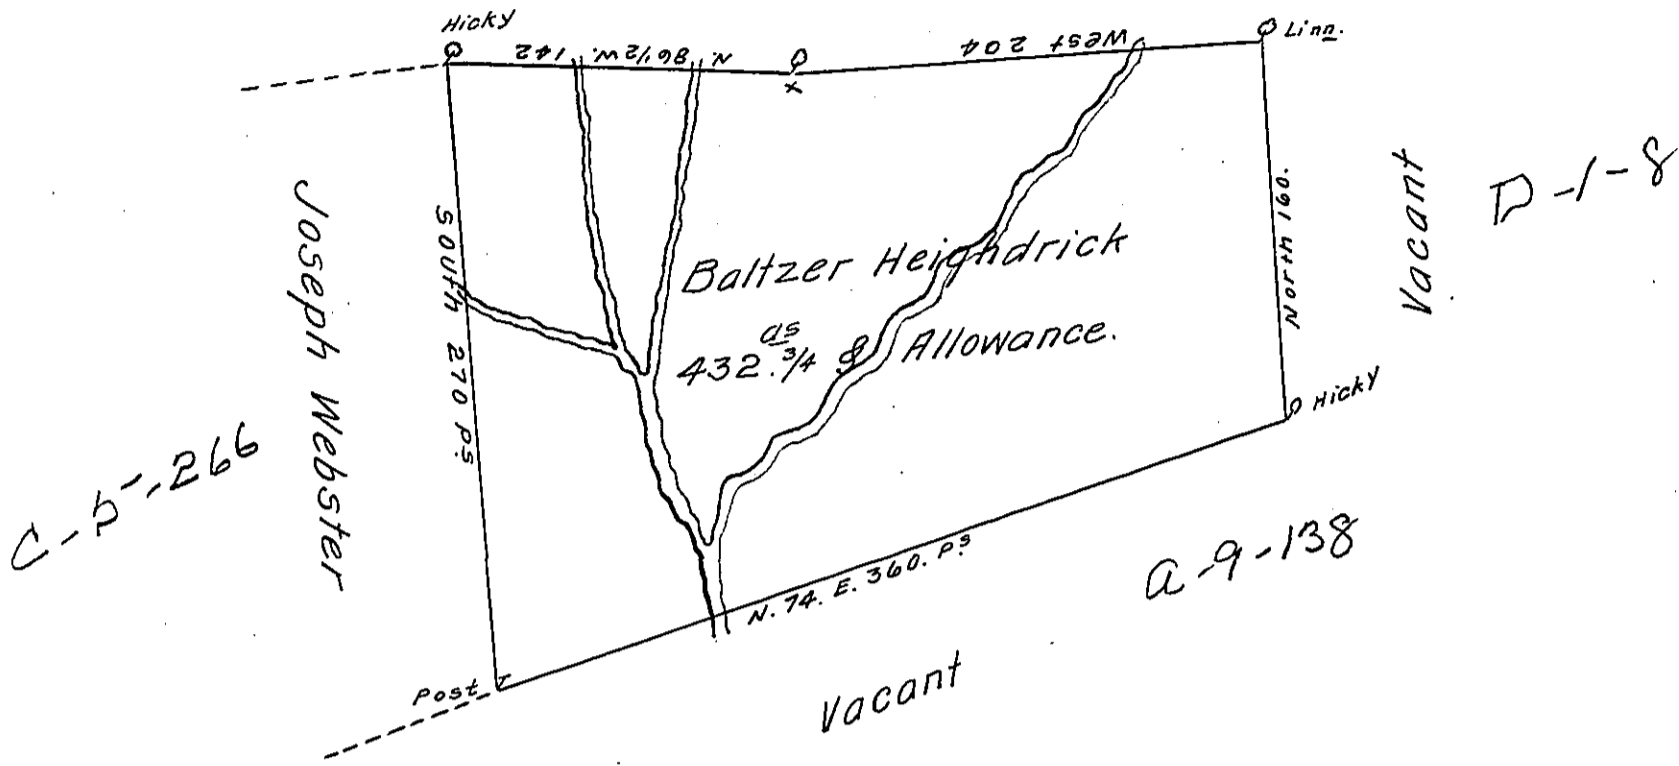 Hicky
N. 86 1/2 W. 142
West 204
Linn.
X
D-1-8
Vacant
North 160.
Joseph Webster
South 270 ps
Baltzer Heighdrick
432.3/4 as & Allowance.
Hicky
C-5-266
a-9-138
N. 74. E. 360. Ps
Post
Vacant